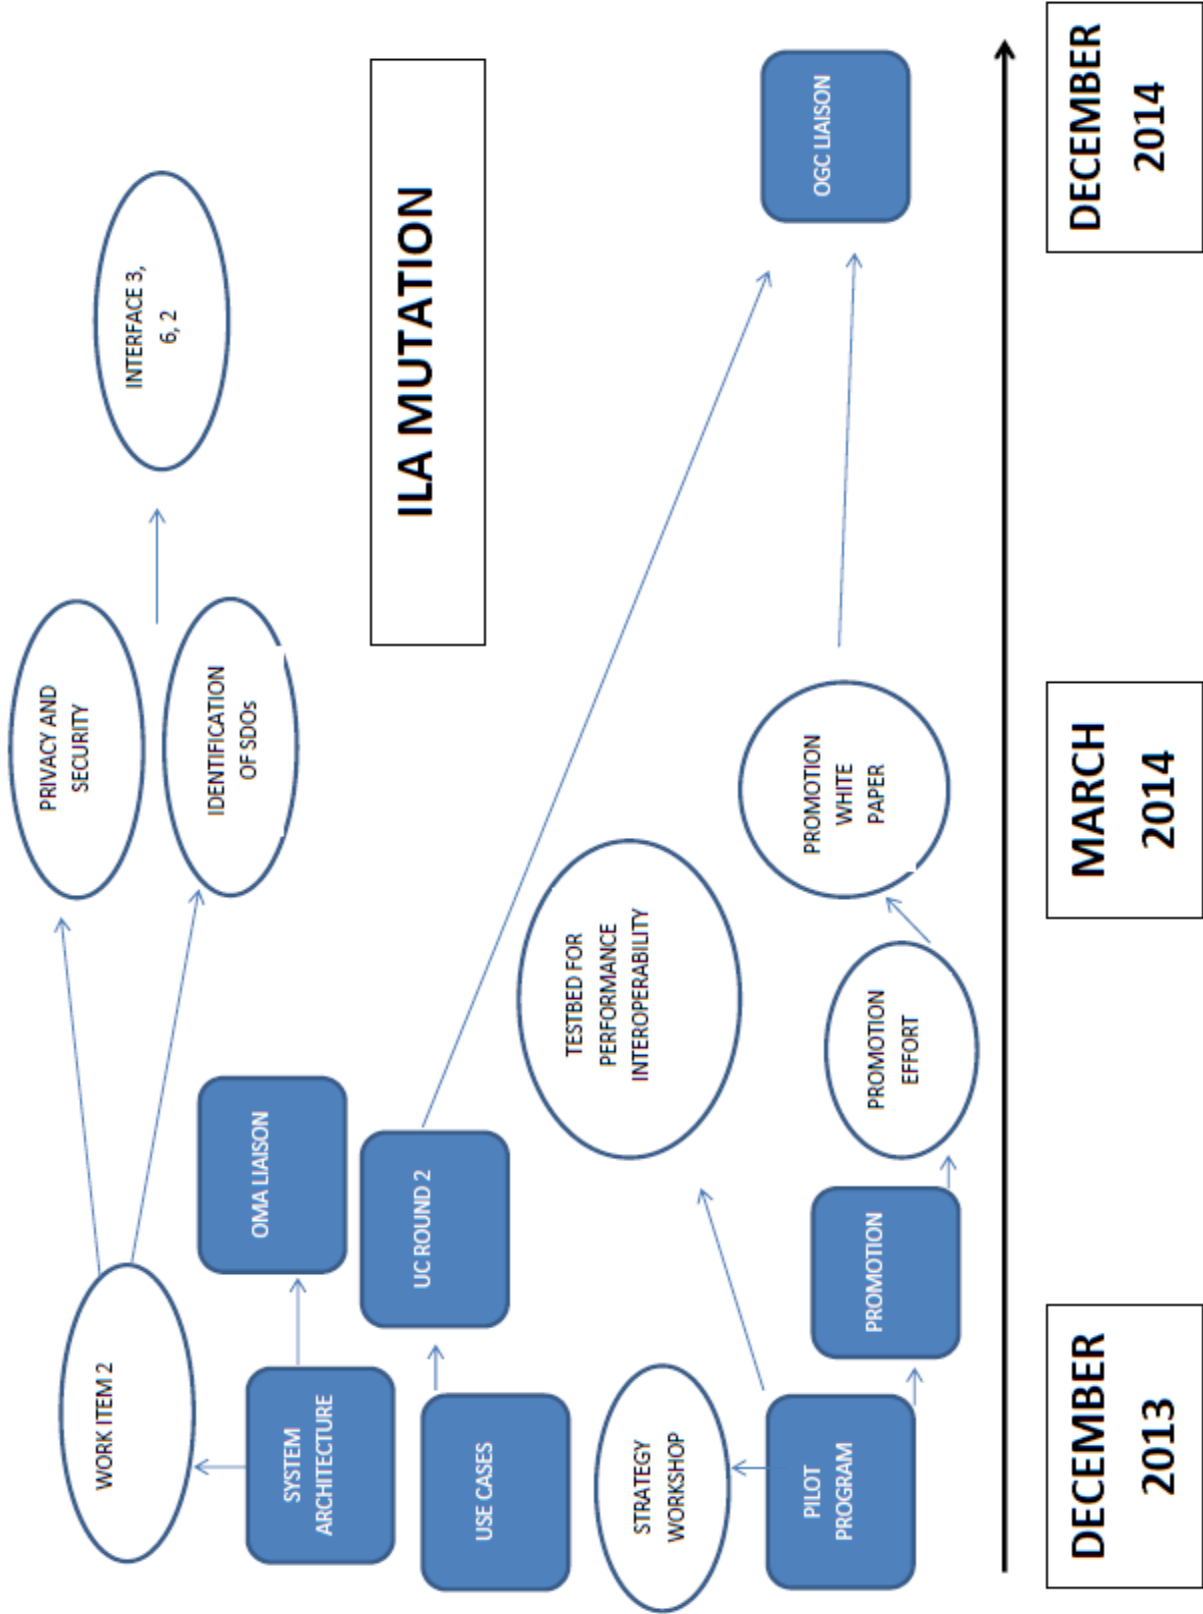 PRIVACY AND
SECURITY
INTERFACE 3,
6, 2
WORK ITEM 2
IDENTIFICATION
OF SDOs
OMA LIAISON
SYSTEM
ARCHITECTURE
ILA MUTATION
UC ROUND 2
USE CASES
TESTBED FOR
PERFORMANCE
INTEROPERABILITY
STRATEGY
WORKSHOP
PROMOTION
WHITE
PAPER
OGC LIAISON
PILOT
PROGRAM
PROMOTION
PROMOTION
EFFORT
DECEMBER
2013
MARCH
2014
DECEMBER
2014